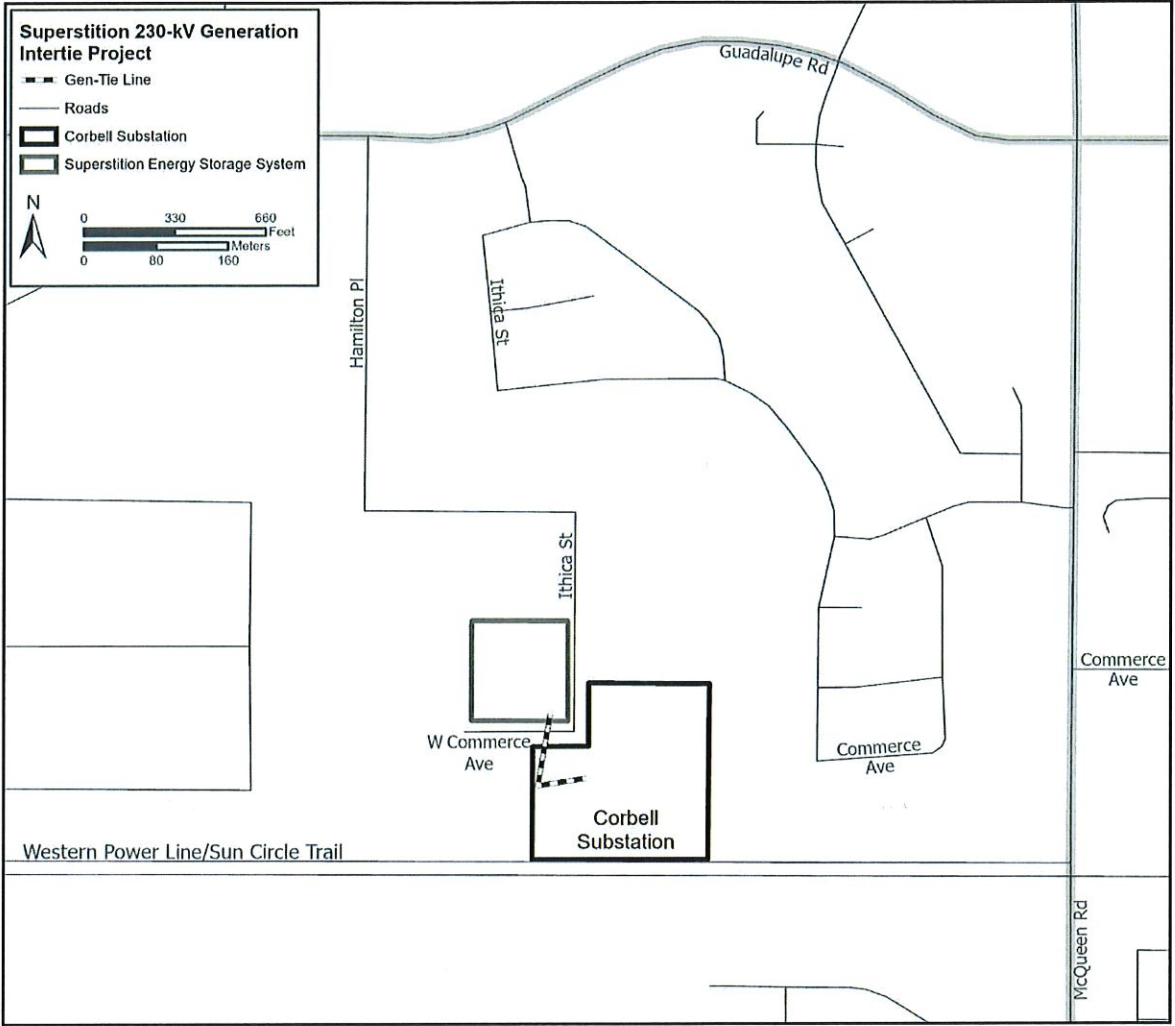 Superstition 230-kV Generation
Intertie Project
Gen-Tie Line
Roads
Corbell Substation
Superstition Energy Storage System
N
0 330 660
Feet
Meters
0 80 160
Guadalupe Rd
Hamilton Pl
Ithica St
Ithica St
Commerce
Ave
W Commerce
Ave
Commerce
Ave
Corbell
Substation
Western Power Line/Sun Circle Trail
McQueen Rd